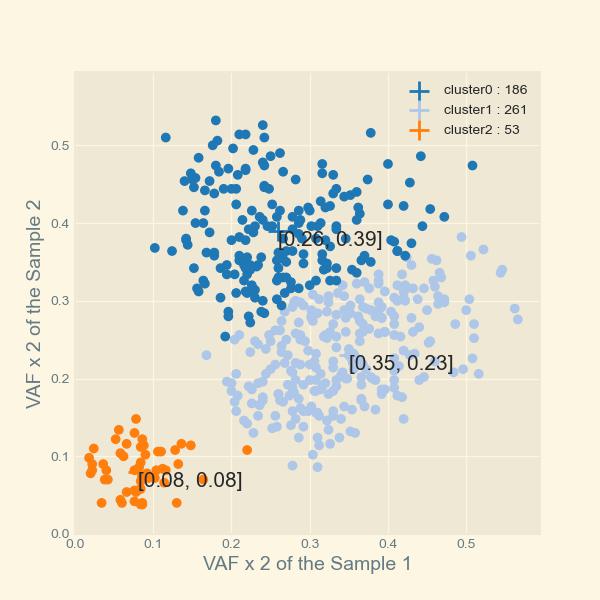 cluster0 : 186
cluster1 : 261
cluster2 : 53
0.5
0.4
[0.26, 0.39]
0.3
[0.35, 0.23]
0.2
0.1
[0.08, 0.08]
0.0
0.0 0.1 0.2 0.3 0.4 0.5
VAF x 2 of the Sample 1
VAF x 2 of the Sample 2